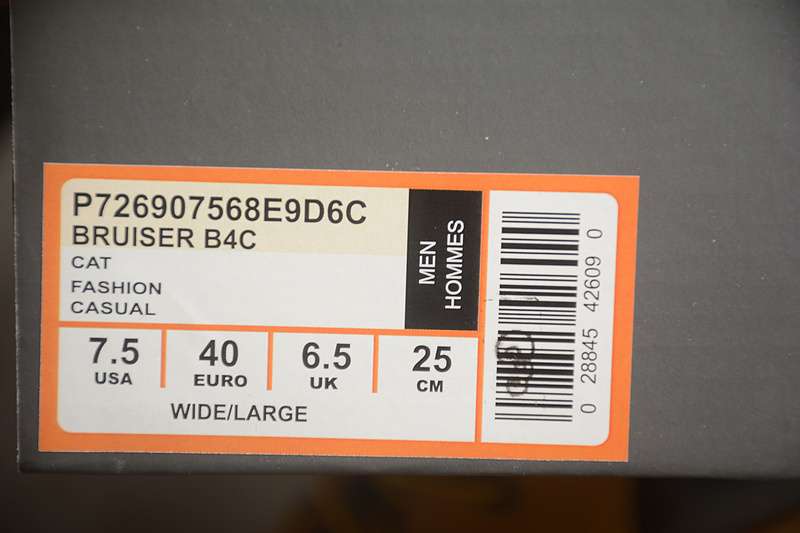 P726907568E9D6C
BRUISER B4C
CAT
FASHION
CASUAL
MEN
HOMMES
7.5 40 6.5 25
USA EURO UK CM
WIDE/LARGE
0 28845 42609 0